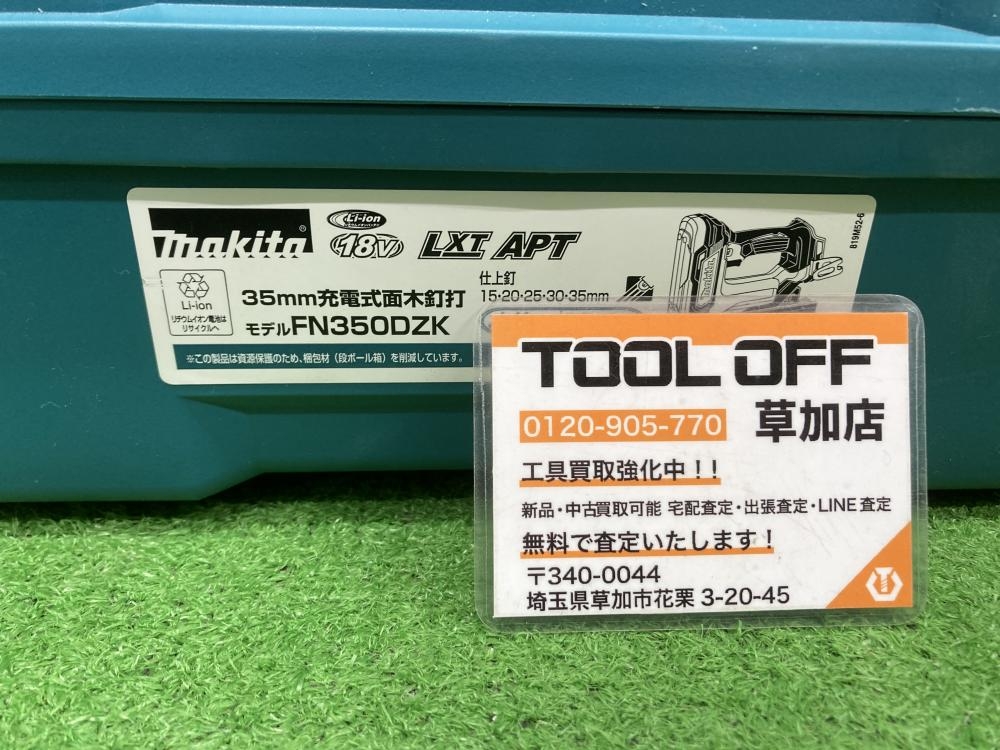 makita
Li-ion
18V
LXT APT
Li-ion
リチウムイオン電池は
リサイクルへ
35mm充電式面木釘打
モデルFN350DZK
仕上釘
15・20・25・30・35mm
makita
819M52-6
※この製品は資源保護のため、梱包材（段ボール箱）を削減しています。
TOOL OFF
0120-905-770 草加店
工具買取強化中!!
新品・中古買取可能 宅配査定・出張査定・LINE査定
無料で査定いたします!
〒340-0044
埼玉県草加市花栗 3-20-45